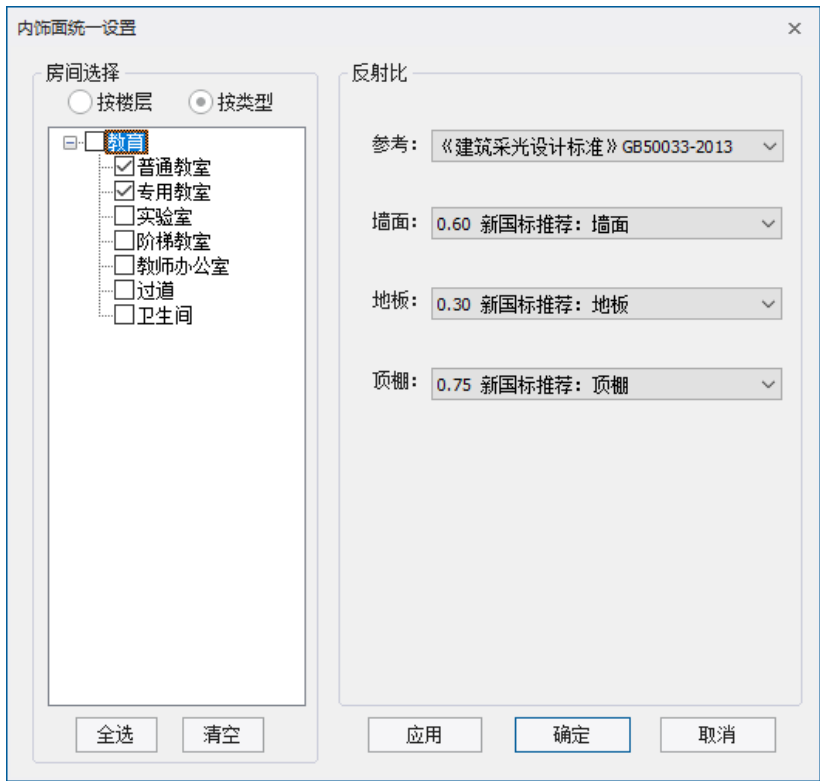 内饰面统一设置
房间选择
按楼层 按类型
教育
普通教室
专用教室
实验室
阶梯教室
教师办公室
过道
卫生间
全选 清空
反射比
参考: 《建筑采光设计标准》GB50033-2013
墙面: 0.60 新国标推荐: 墙面
地板: 0.30 新国标推荐: 地板
顶棚: 0.75 新国标推荐: 顶棚
应用 确定 取消